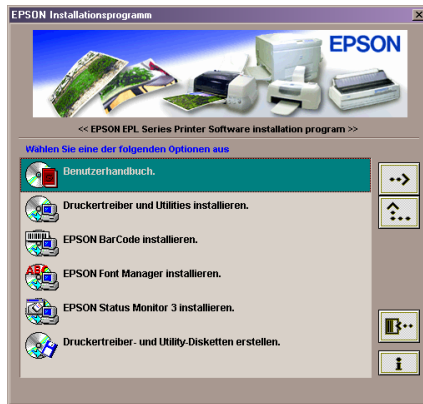 EPSON Installationsprogramm
EPSON
<< EPSON EPL Series Printer Software installation program >>
Wählen Sie eine der folgenden Optionen aus
Benutzerhandbuch.
Druckertreiber und Utilities installieren.
EPSON BarCode installieren.
EPSON Font Manager installieren.
EPSON Status Monitor 3 installieren.
Druckertreiber- und Utility-Disketten erstellen.